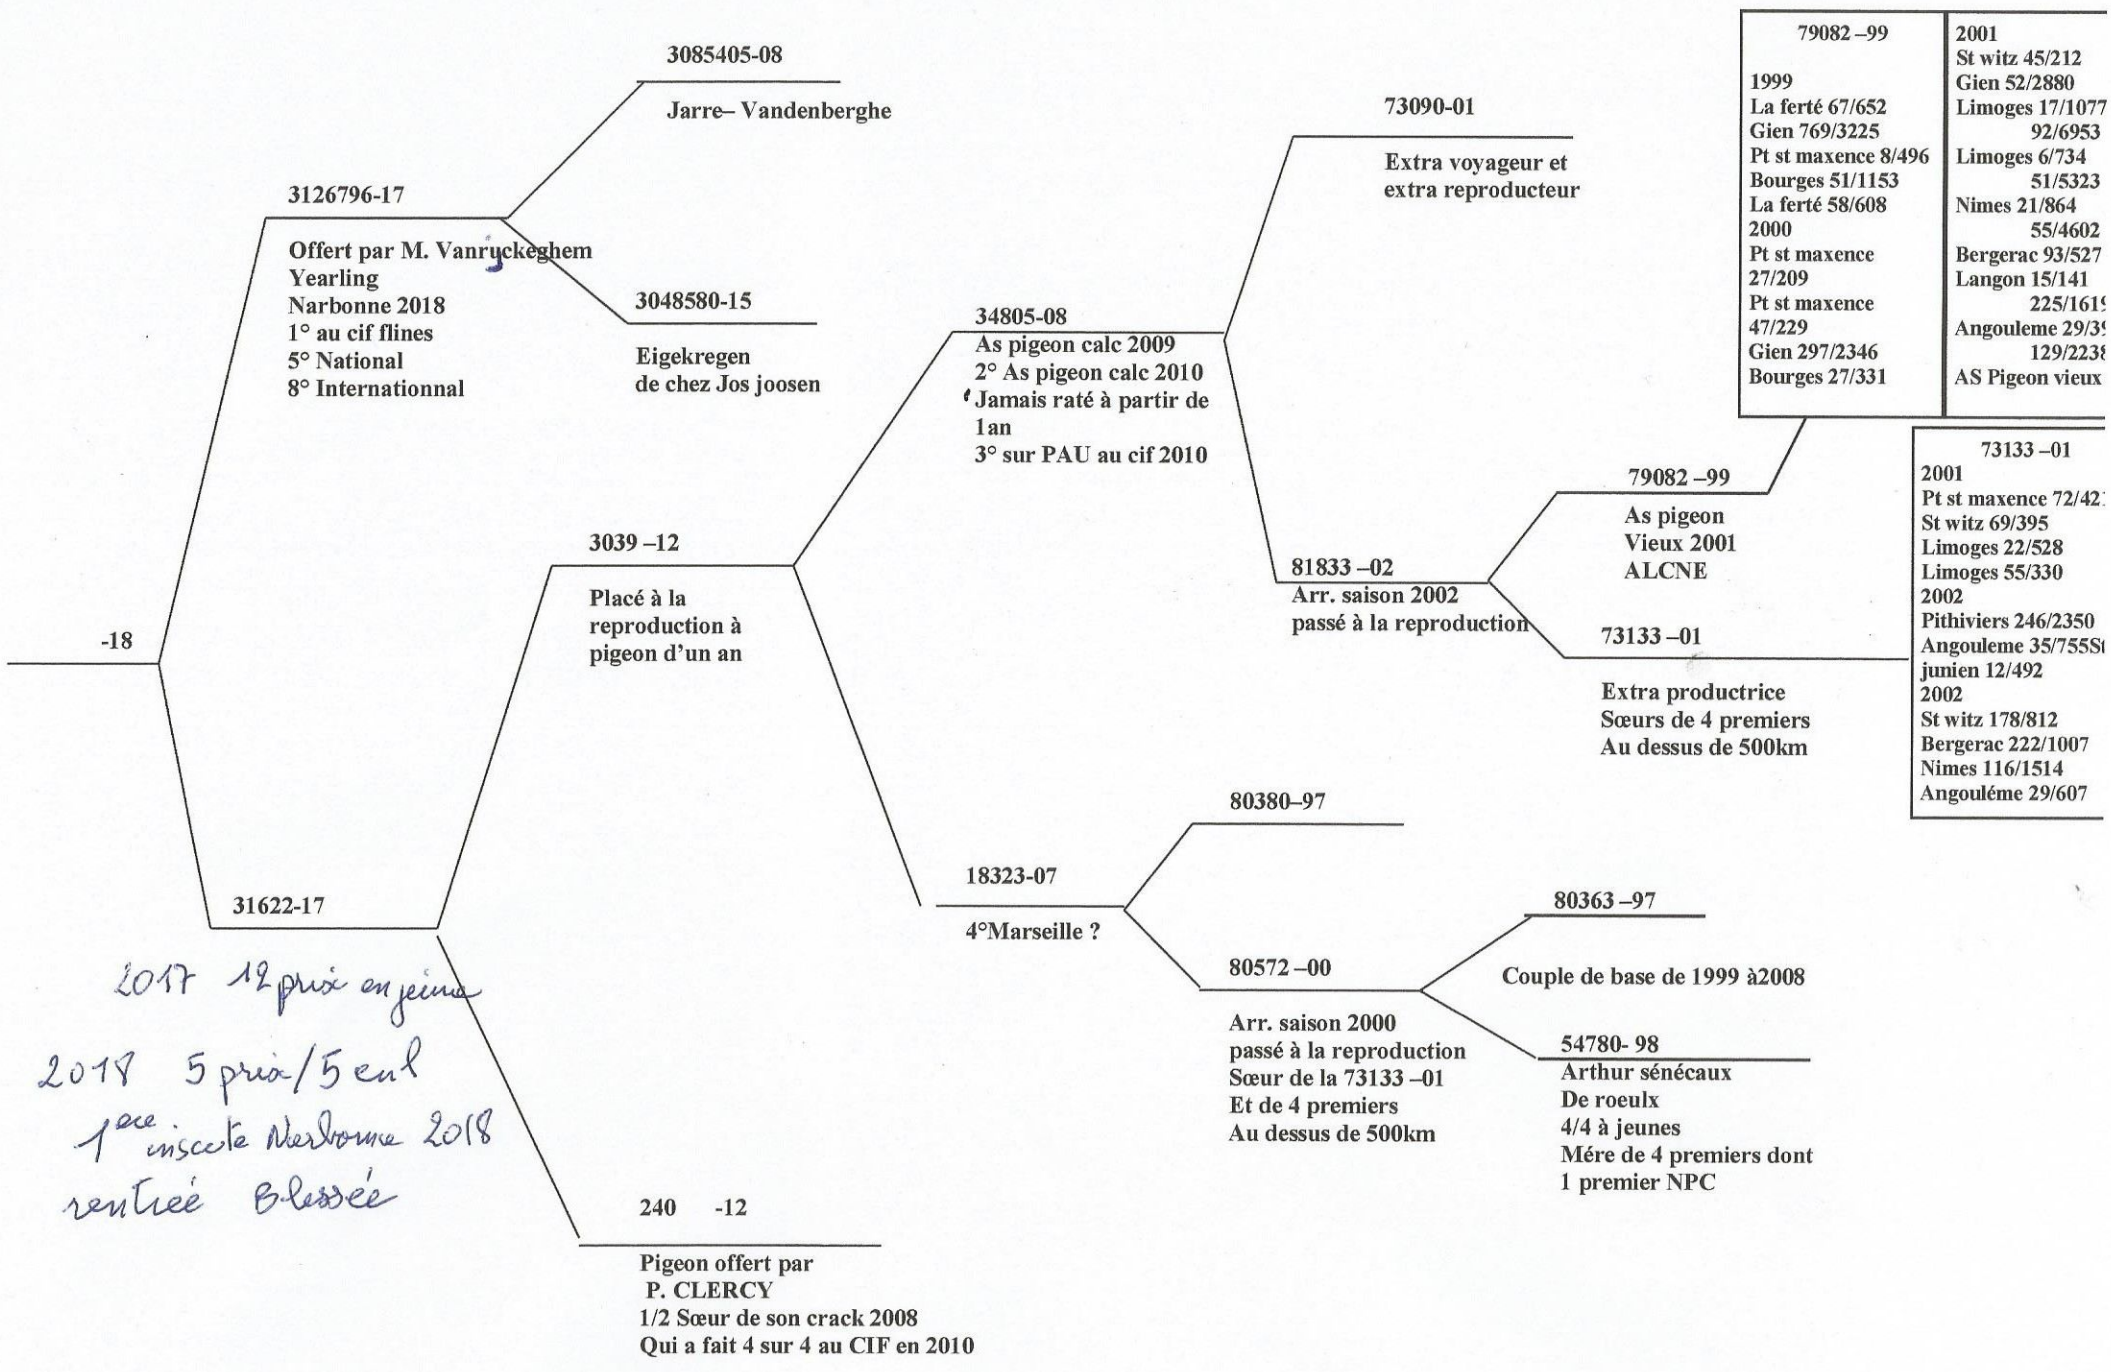 -18
3126796-17
Offert par M. Vanrijckeghem
Yearling
Narbonne 2018
1° au cif flines
5° National
8° Internationnal
3085405-08
Jarre– Vandenberghe
3048580-15
Eigekregen
de chez Jos joosen
31622-17
2017 12 prix en jeune
2018 5 prix/5 enl
1ere inscrite Narbonne 2018
rentrée Blessée
3039 –12
Placé à la
reproduction à
pigeon d'un an
240 -12
Pigeon offert par
P. CLERCY
1/2 Sœur de son crack 2008
Qui a fait 4 sur 4 au CIF en 2010
34805-08
As pigeon calc 2009
2° As pigeon calc 2010
Jamais raté à partir de
1an
3° sur PAU au cif 2010
18323-07
4°Marseille ?
73090-01
Extra voyageur et
extra reproducteur
81833 –02
Arr. saison 2002
passé à la reproduction
80380–97
80572 –00
Arr. saison 2000
passé à la reproduction
Sœur de la 73133 –01
Et de 4 premiers
Au dessus de 500km
79082 –99
As pigeon
Vieux 2001
ALCNE
73133 –01
Extra productrice
Sœurs de 4 premiers
Au dessus de 500km
80363 –97
Couple de base de 1999 à2008
54780- 98
Arthur sénécaux
De roeulx
4/4 à jeunes
Mére de 4 premiers dont
1 premier NPC
79082 –99
1999
La ferté 67/652
Gien 769/3225
Pt st maxence 8/496
Bourges 51/1153
La ferté 58/608
2000
Pt st maxence
27/209
Pt st maxence
47/229
Gien 297/2346
Bourges 27/331
2001
St witz 45/212
Gien 52/2880
Limoges 17/1077
92/6953
Limoges 6/734
51/5323
Nimes 21/864
55/4602
Bergerac 93/527
Langon 15/141
225/1619
Angouleme 29/39
129/2238
AS Pigeon vieux
73133 –01
2001
Pt st maxence 72/42
St witz 69/395
Limoges 22/528
Limoges 55/330
2002
Pithiviers 246/2350
Angouleme 35/755St
junien 12/492
2002
St witz 178/812
Bergerac 222/1007
Nimes 116/1514
Angouléme 29/607